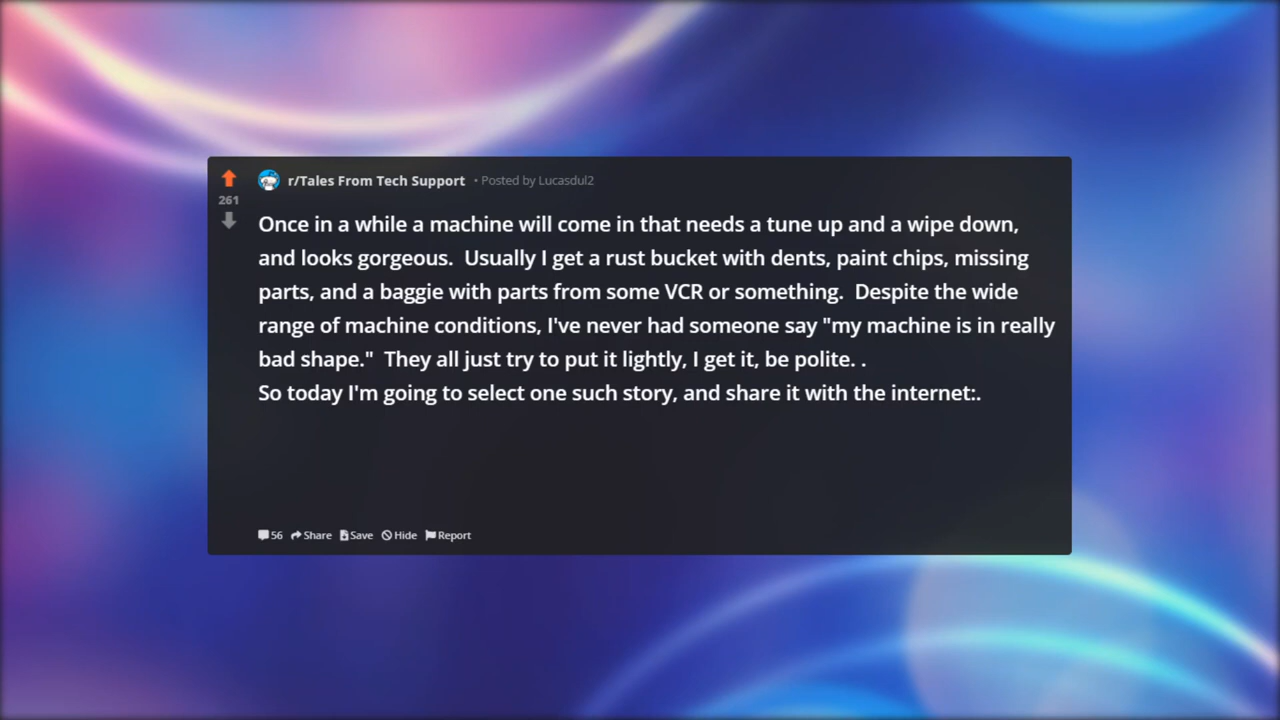 r/Tales From Tech Support • Posted by Lucasdul2
261
Once in a while a machine will come in that needs a tune up and a wipe down,
and looks gorgeous.  Usually I get a rust bucket with dents, paint chips, missing
parts, and a baggie with parts from some VCR or something.  Despite the wide
range of machine conditions, I've never had someone say "my machine is in really
bad shape."  They all just try to put it lightly, I get it, be polite. .
So today I'm going to select one such story, and share it with the internet:.
56 Share Save Hide Report